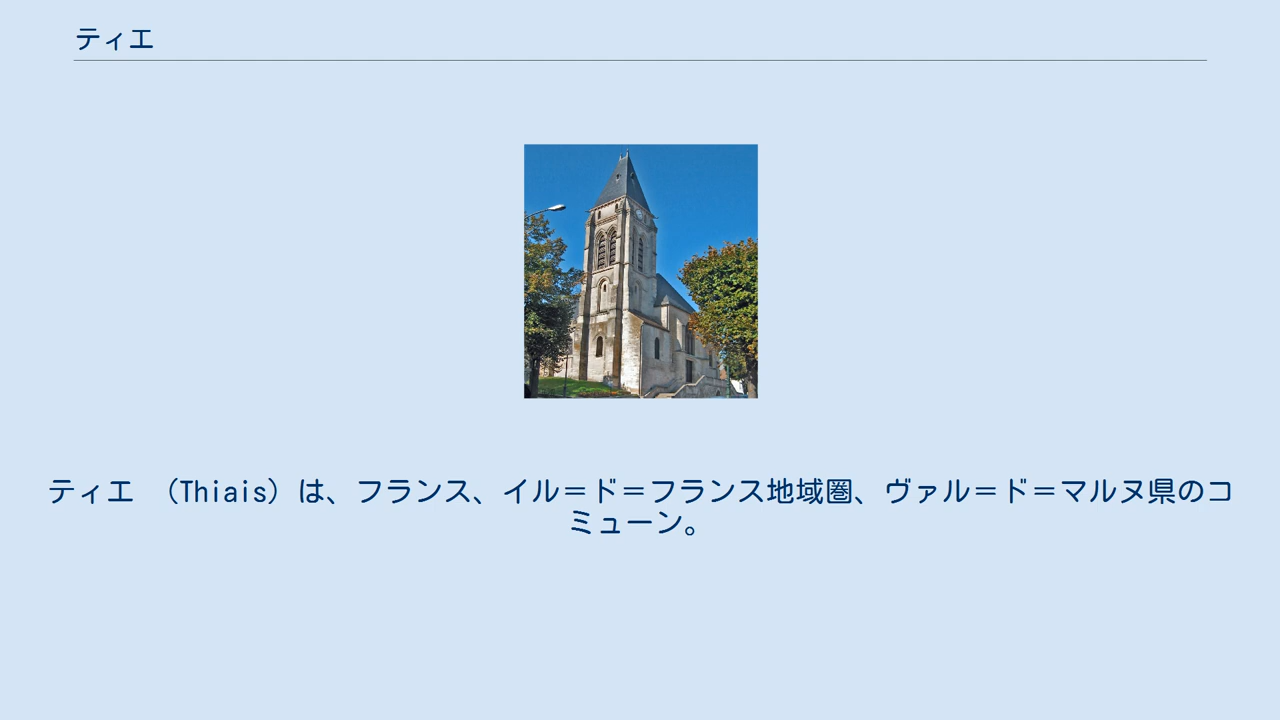 ティエ
ティエ （Thiais）は、フランス、イル＝ド＝フランス地域圏、ヴァル＝ド＝マルヌ県のコ
ミューン。